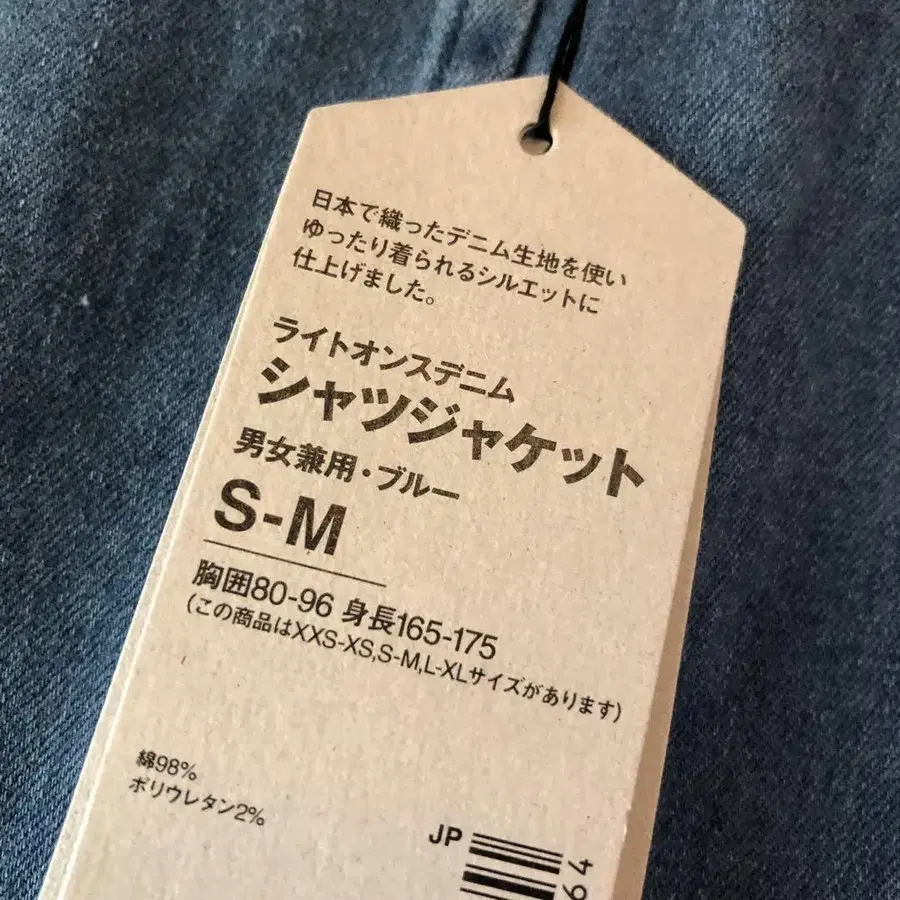 日本で織ったデニム生地を使い
ゆったり着られるシルエットに
仕上げました。
ライトオンスデニム
シャツジャケット
男女兼用・ブルー
S-M
胸囲80-96 身長165-175
(この商品はXXS-XS,S-M,L-XLサイズがあります)
綿98%
ポリウレタン2%
JP